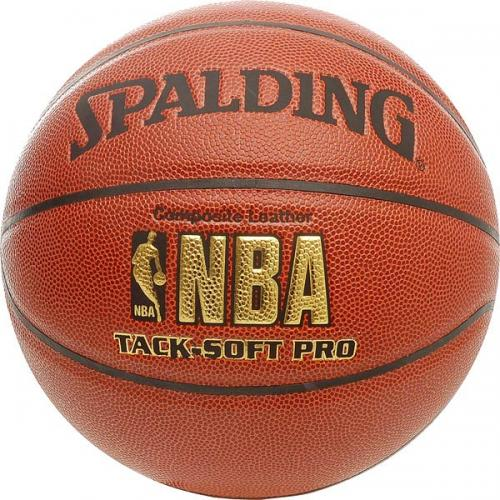 SPALDING®
Composite Leather
NBA NBA
TACK-SOFT PRO